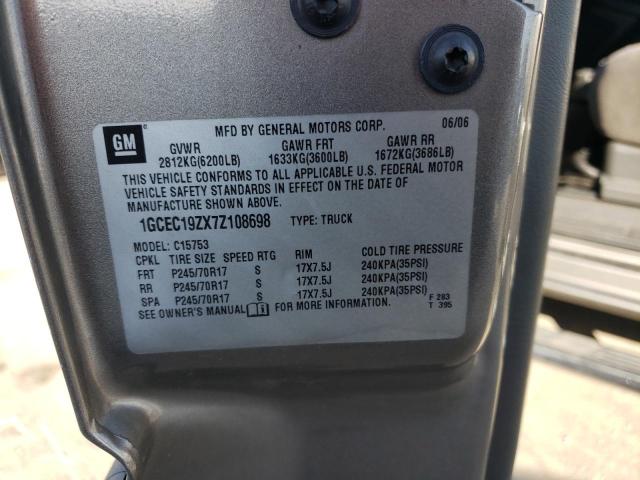 GM
MFD BY GENERAL MOTORS CORP. 06/06
GVWR GAWR FRT GAWR RR
2812KG(6200LB) 1633KG(3600LB) 1672KG(3686LB)
THIS VEHICLE CONFORMS TO ALL APPLICABLE U.S. FEDERAL MOTOR
VEHICLE SAFETY STANDARDS IN EFFECT ON THE DATE OF
MANUFACTURE SHOWN ABOVE.
1GCEC19ZX7Z108698 TYPE: TRUCK
MODEL: C15753
CPKL TIRE SIZE SPEED RTG RIM COLD TIRE PRESSURE
FRT P245/70R17 S 17X7.5J 240KPA(35PSI)
RR P245/70R17 S 17X7.5J 240KPA(35PSI)
SPA P245/70R17 S 17X7.5J 240KPA(35PSI)
SEE OWNER'S MANUAL FOR MORE INFORMATION.
F 283
T 395